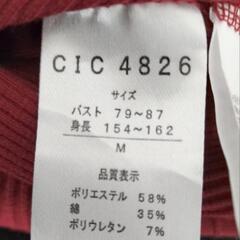 CIC 4826
サイズ
バスト 79~87
身長 154~162
M
品質表示
ポリエステル 58%
綿 35%
ポリウレタン 7%